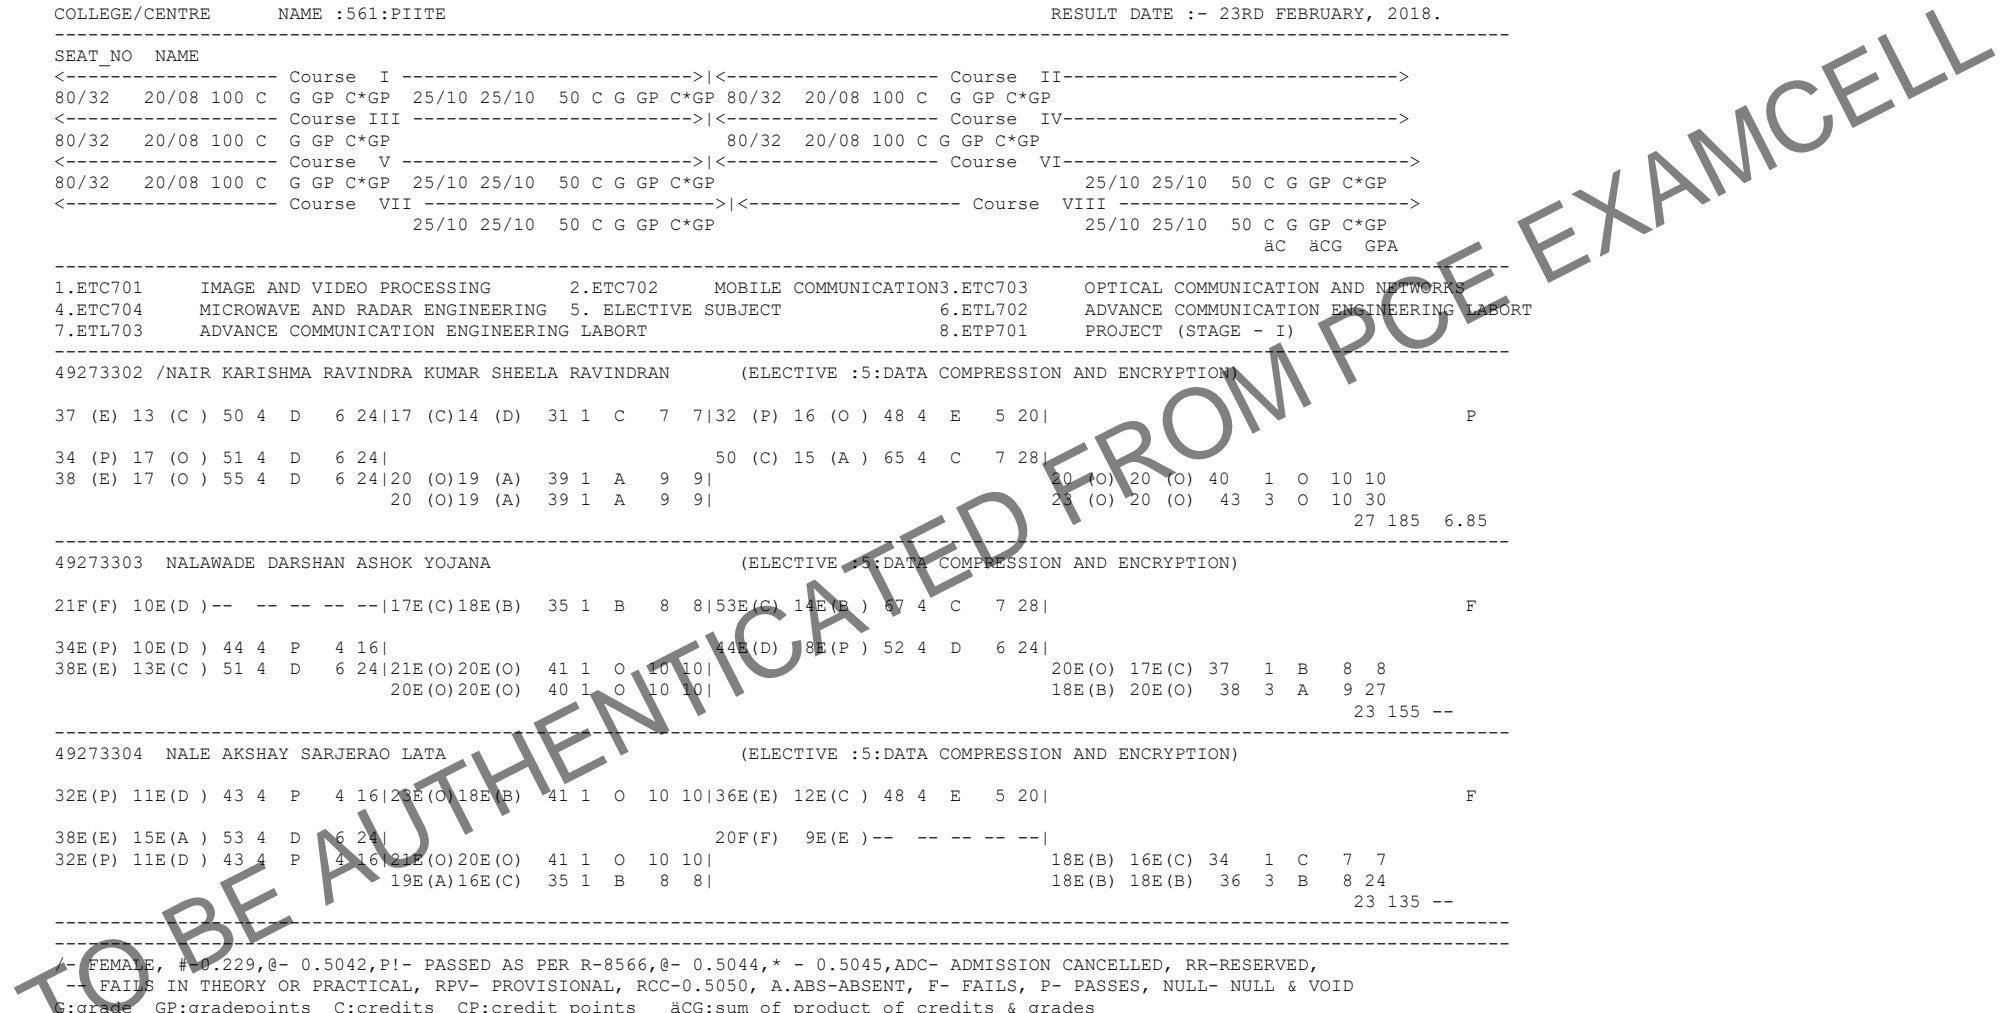 COLLEGE/CENTRE NAME :561:PIITE RESULT DATE :- 23RD FEBRUARY, 2018.
SEAT_NO NAME
<------------------- Course I -------------------------->|<------------------- Course II------------------------------>
80/32 20/08 100 C G GP C*GP 25/10 25/10 50 C G GP C*GP 80/32 20/08 100 C G GP C*GP
<------------------- Course III ------------------------->|<------------------- Course IV------------------------------>
80/32 20/08 100 C G GP C*GP 80/32 20/08 100 C G GP C*GP
<------------------- Course V -------------------------->|<------------------- Course VI------------------------------->
80/32 20/08 100 C G GP C*GP 25/10 25/10 50 C G GP C*GP 25/10 25/10 50 C G GP C*GP
<------------------- Course VII -------------------------->|<------------------- Course VIII -------------------------->
25/10 25/10 50 C G GP C*GP 25/10 25/10 50 C G GP C*GP
äC äCG GPA
1.ETC701 IMAGE AND VIDEO PROCESSING 2.ETC702 MOBILE COMMUNICATION3.ETC703 OPTICAL COMMUNICATION AND NETWORKS
4.ETC704 MICROWAVE AND RADAR ENGINEERING 5. ELECTIVE SUBJECT 6.ETL702 ADVANCE COMMUNICATION ENGINEERING LABORT
7.ETL703 ADVANCE COMMUNICATION ENGINEERING LABORT 8.ETP701 PROJECT (STAGE - I)
49273302 /NAIR KARISHMA RAVINDRA KUMAR SHEELA RAVINDRAN (ELECTIVE :5:DATA COMPRESSION AND ENCRYPTION)
37 (E) 13 (C ) 50 4 D 6 24|17 (C)14 (D) 31 1 C 7 7|32 (P) 16 (O ) 48 4 E 5 20| P
34 (P) 17 (O ) 51 4 D 6 24| 50 (C) 15 (A ) 65 4 C 7 28|
38 (E) 17 (O ) 55 4 D 6 24|20 (O)19 (A) 39 1 A 9 9| 20 (O) 20 (O) 40 1 O 10 10
20 (O)19 (A) 39 1 A 9 9| 23 (O) 20 (O) 43 3 O 10 30
27 185 6.85
49273303 NALAWADE DARSHAN ASHOK YOJANA (ELECTIVE :5:DATA COMPRESSION AND ENCRYPTION)
21F(F) 10E(D )-- -- -- -- --|17E(C)18E(B) 35 1 B 8 8|53E(C) 14E(B ) 67 4 C 7 28| F
34E(P) 10E(D ) 44 4 P 4 16| 44E(D) 8E(P ) 52 4 D 6 24|
38E(E) 13E(C ) 51 4 D 6 24|21E(O)20E(O) 41 1 O 10 10| 20E(O) 17E(C) 37 1 B 8 8
20E(O)20E(O) 40 1 O 10 10| 18E(B) 20E(O) 38 3 A 9 27
23 155 --
49273304 NALE AKSHAY SARJERAO LATA (ELECTIVE :5:DATA COMPRESSION AND ENCRYPTION)
32E(P) 11E(D ) 43 4 P 4 16|23E(O)18E(B) 41 1 O 10 10|36E(E) 12E(C ) 48 4 E 5 20| F
38E(E) 15E(A ) 53 4 D 6 24| 20F(F) 9E(E )-- -- -- -- --|
32E(P) 11E(D ) 43 4 P 4 16|21E(O)20E(O) 41 1 O 10 10| 18E(B) 16E(C) 34 1 C 7 7
19E(A)16E(C) 35 1 B 8 8| 18E(B) 18E(B) 36 3 B 8 24
23 135 --
/- FEMALE, #-0.229,@- 0.5042,P!- PASSED AS PER R-8566,@- 0.5044,* - 0.5045,ADC- ADMISSION CANCELLED, RR-RESERVED,
-- FAILS IN THEORY OR PRACTICAL, RPV- PROVISIONAL, RCC-0.5050, A.ABS-ABSENT, F- FAILS, P- PASSES, NULL- NULL & VOID
G:grade GP:gradepoints C:credits CP:credit points äCG:sum of product of credits & grades
TO BE AUTHENTICATED FROM PCE EXAMCELL